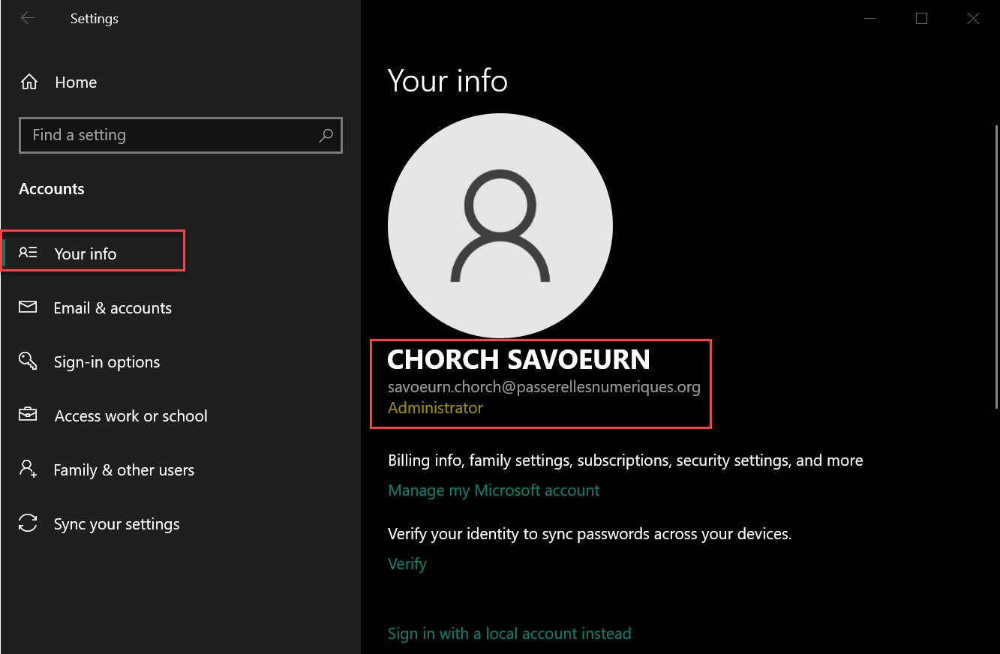 Settings
Home
Find a setting
Accounts
Your info
Email & accounts
Sign-in options
Access work or school
Family & other users
Sync your settings
Your info
CHORCH SAVOEURN
savoeurn.chorch@passerellesnumeriques.org
Administrator
Billing info, family settings, subscriptions, security settings, and more
Manage my Microsoft account
Verify your identity to sync passwords across your devices.
Verify
Sign in with a local account instead